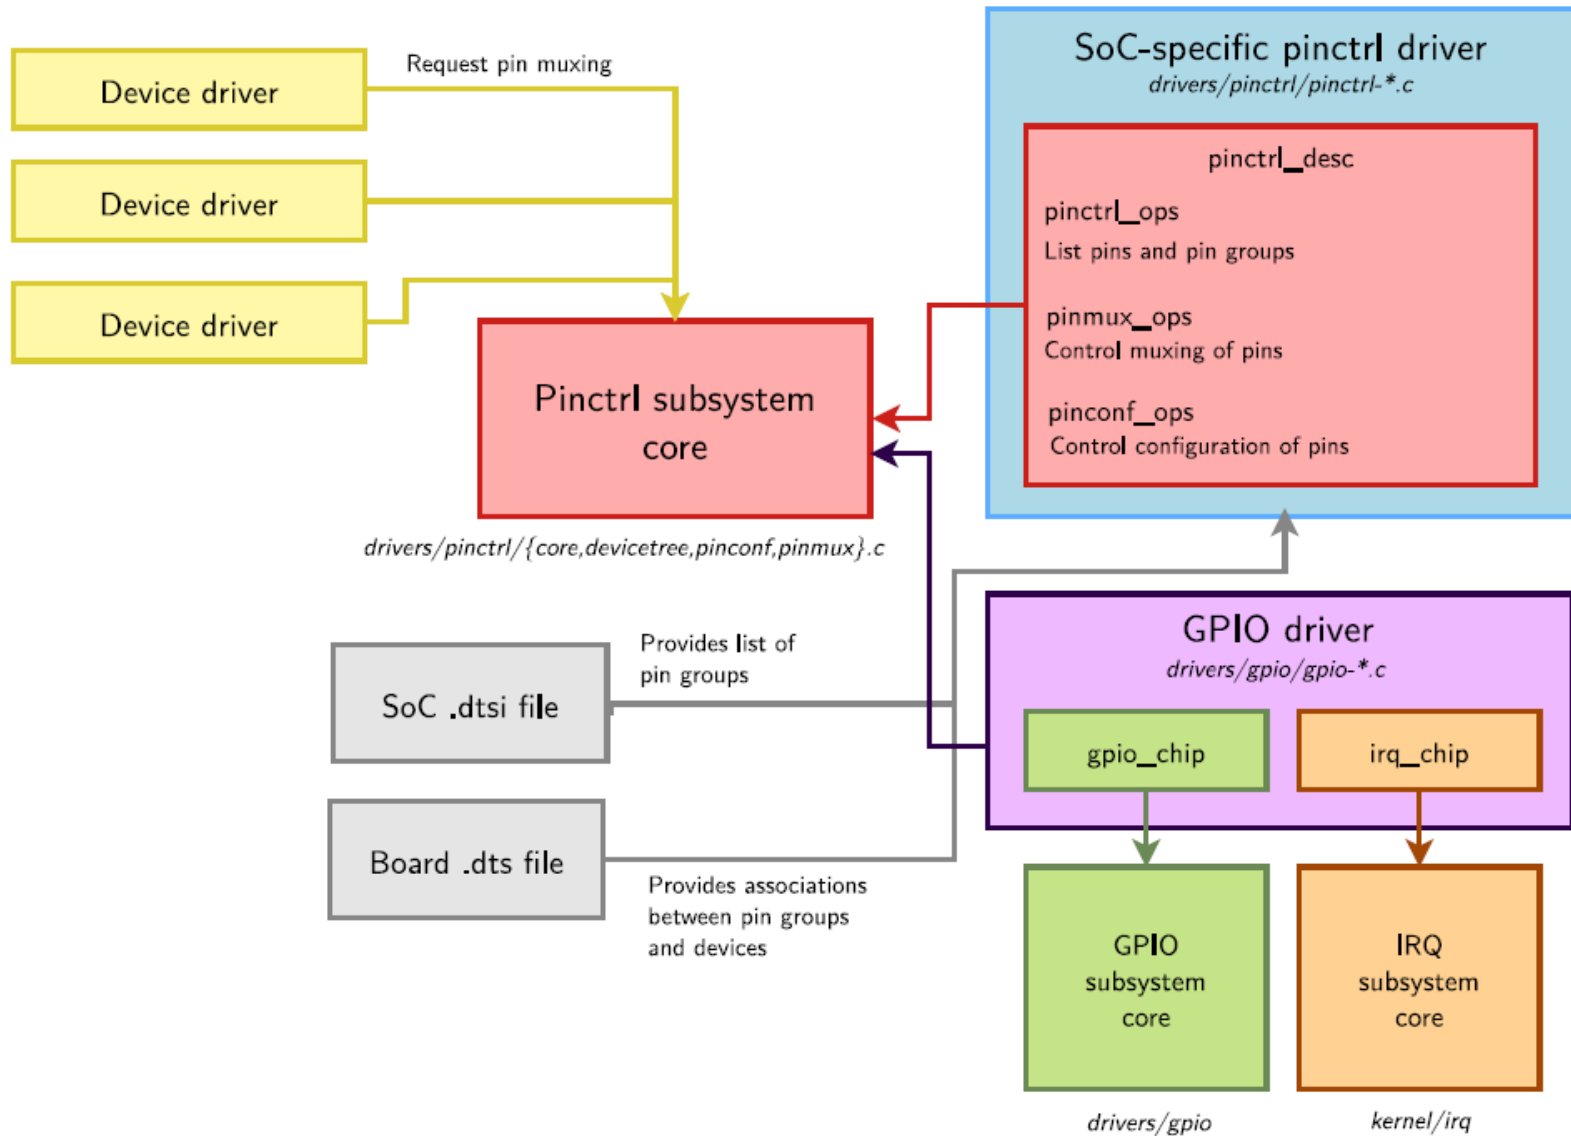 Device driver
Request pin muxing
Device driver
Device driver
SoC-specific pinctrl driver
drivers/pinctrl/pinctrl-*.c
pinctrl_desc
pinctrl_ops
List pins and pin groups
pinmux_ops
Control muxing of pins
pinconf_ops
Control configuration of pins
Pinctrl subsystem
core
drivers/pinctrl/{core,devicetree,pinconf,pinmux}.c
SoC .dtsi file
Provides list of
pin groups
Board .dts file
Provides associations
between pin groups
and devices
GPIO driver
drivers/gpio/gpio-*.c
gpio_chip
irq_chip
GPIO
subsystem
core
drivers/gpio
IRQ
subsystem
core
kernel/irq